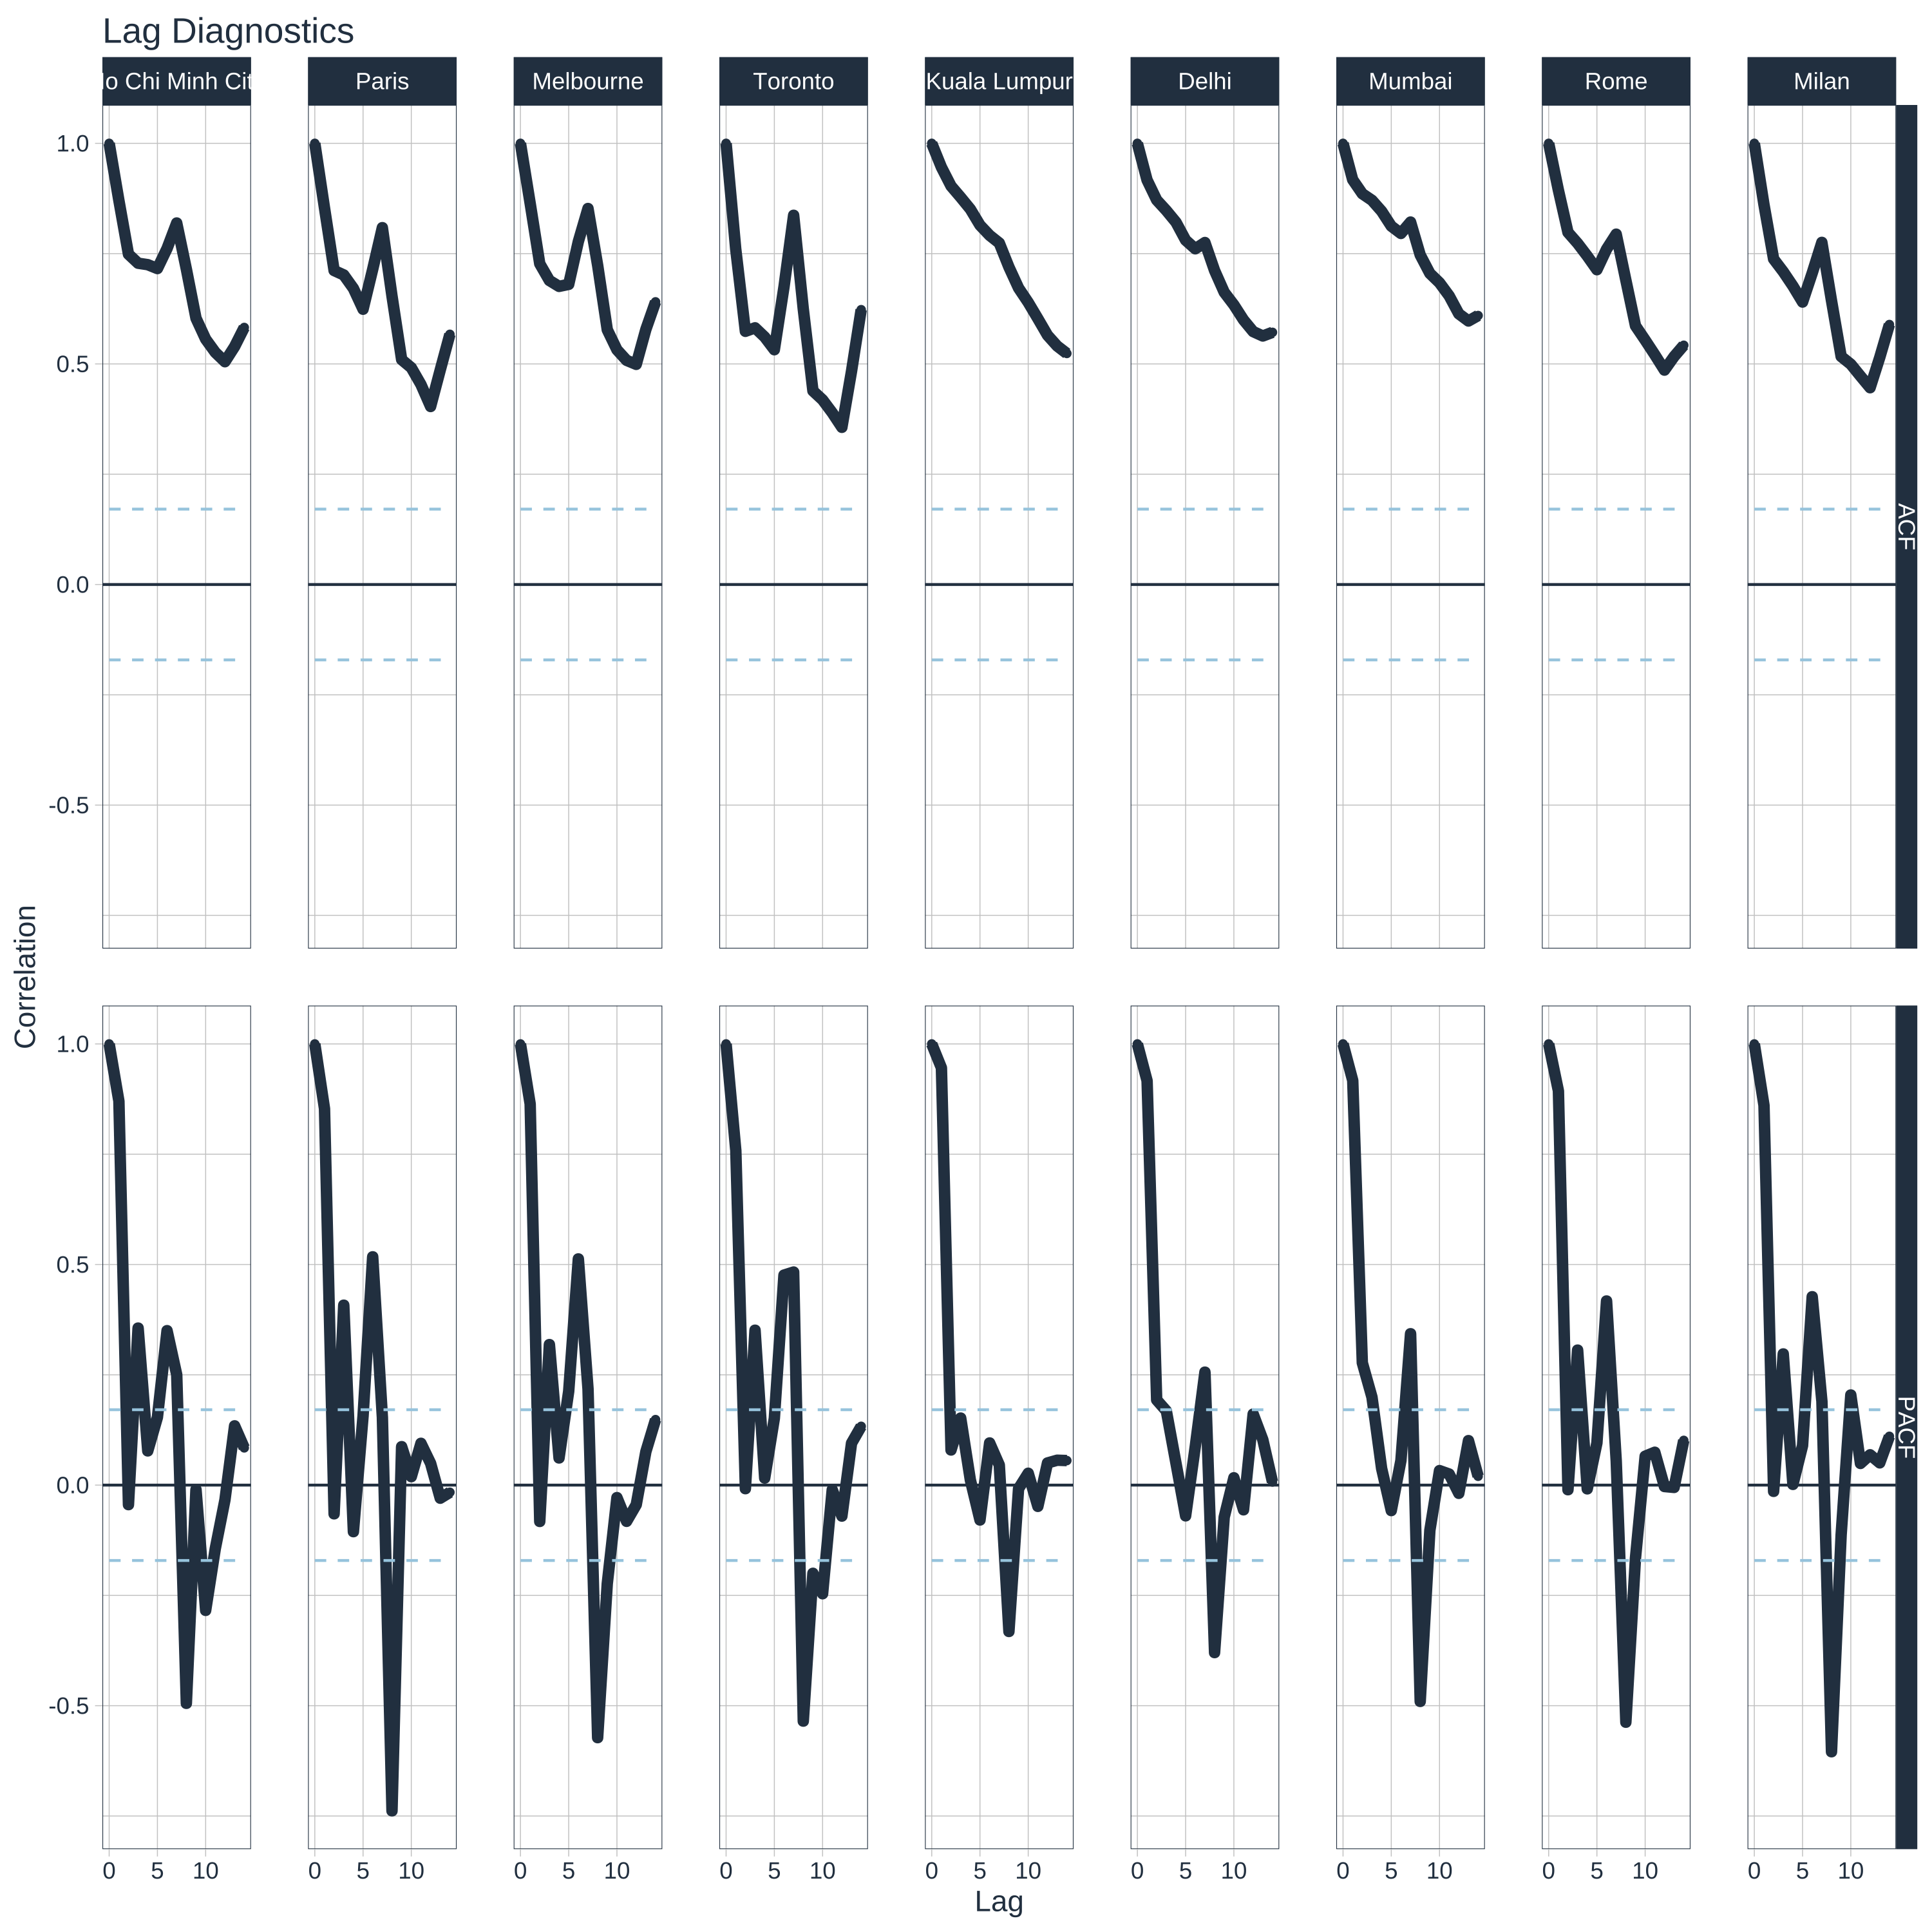 Lag Diagnostics
o Chi Minh Cit Paris Melbourne Toronto Kuala Lumpur Delhi Mumbai Rome Milan
1.0
0.5
0.0
-0.5
ACF
Correlation
1.0
0.5
0.0
-0.5
PACF
0 5 10 0 5 10 0 5 10 0 5 10 0 5 10 0 5 10 0 5 10 0 5 10 0 5 10
Lag